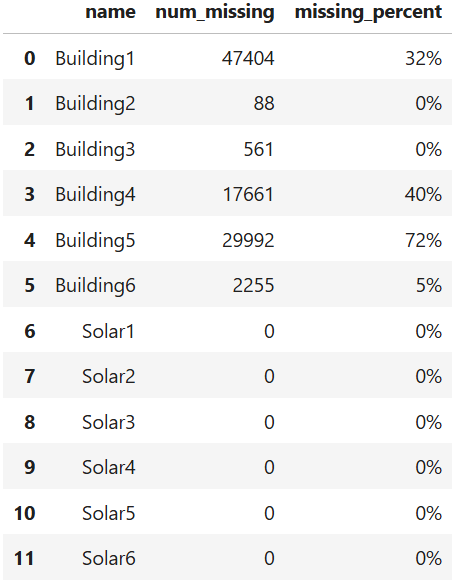 name num_missing missing_percent
0 Building1 47404 32%
1 Building2 88 0%
2 Building3 561 0%
3 Building4 17661 40%
4 Building5 29992 72%
5 Building6 2255 5%
6 Solar1 0 0%
7 Solar2 0 0%
8 Solar3 0 0%
9 Solar4 0 0%
10 Solar5 0 0%
11 Solar6 0 0%